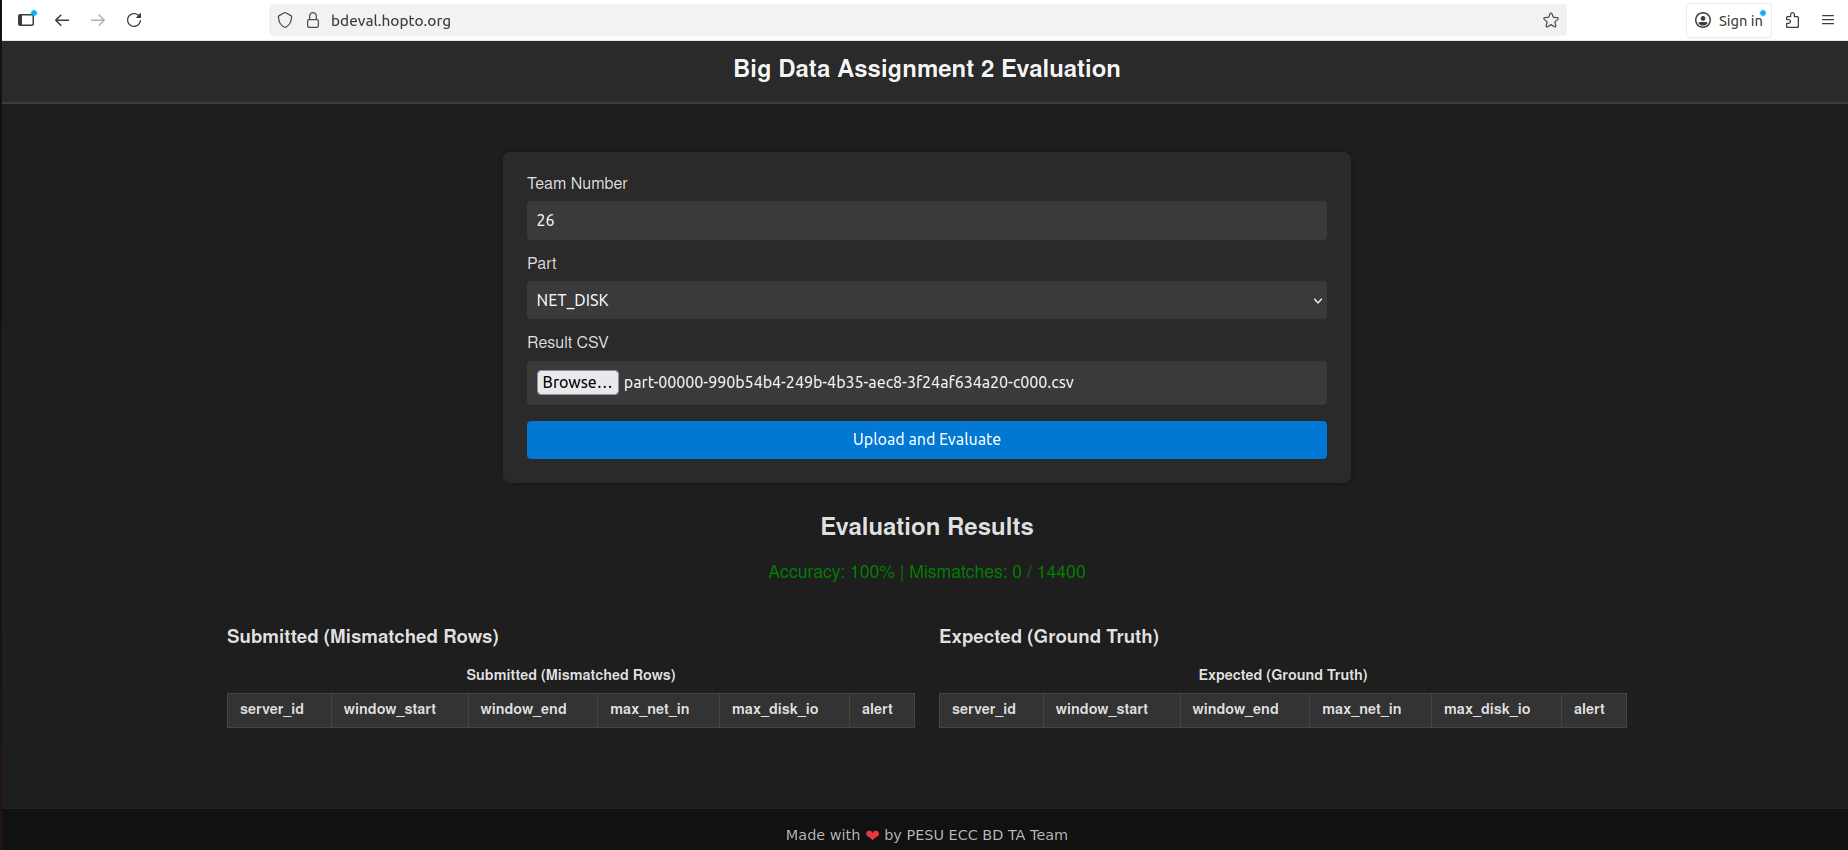 bdeval.hopto.org
Sign in
Big Data Assignment 2 Evaluation
Team Number
26
Part
NET_DISK
Result CSV
Browse... part-00000-990b54b4-249b-4b35-aec8-3f24af634a20-c000.csv
Upload and Evaluate
Evaluation Results
Accuracy: 100% | Mismatches: 0 / 14400
Submitted (Mismatched Rows)
Submitted (Mismatched Rows)
server_id window_start window_end max_net_in max_disk_io alert
Expected (Ground Truth)
Expected (Ground Truth)
server_id window_start window_end max_net_in max_disk_io alert
Made with ❤ by PESU ECC BD TA Team